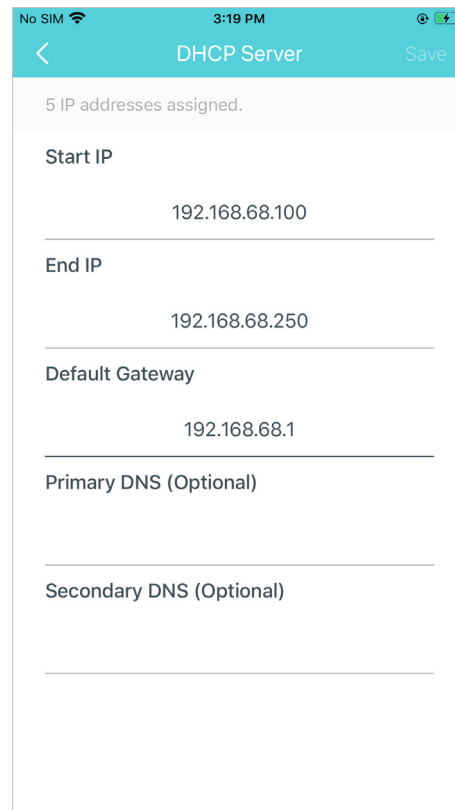 No SIM 3:19 PM
DHCP Server Save
5 IP addresses assigned.
Start IP
192.168.68.100
End IP
192.168.68.250
Default Gateway
192.168.68.1
Primary DNS (Optional)
Secondary DNS (Optional)